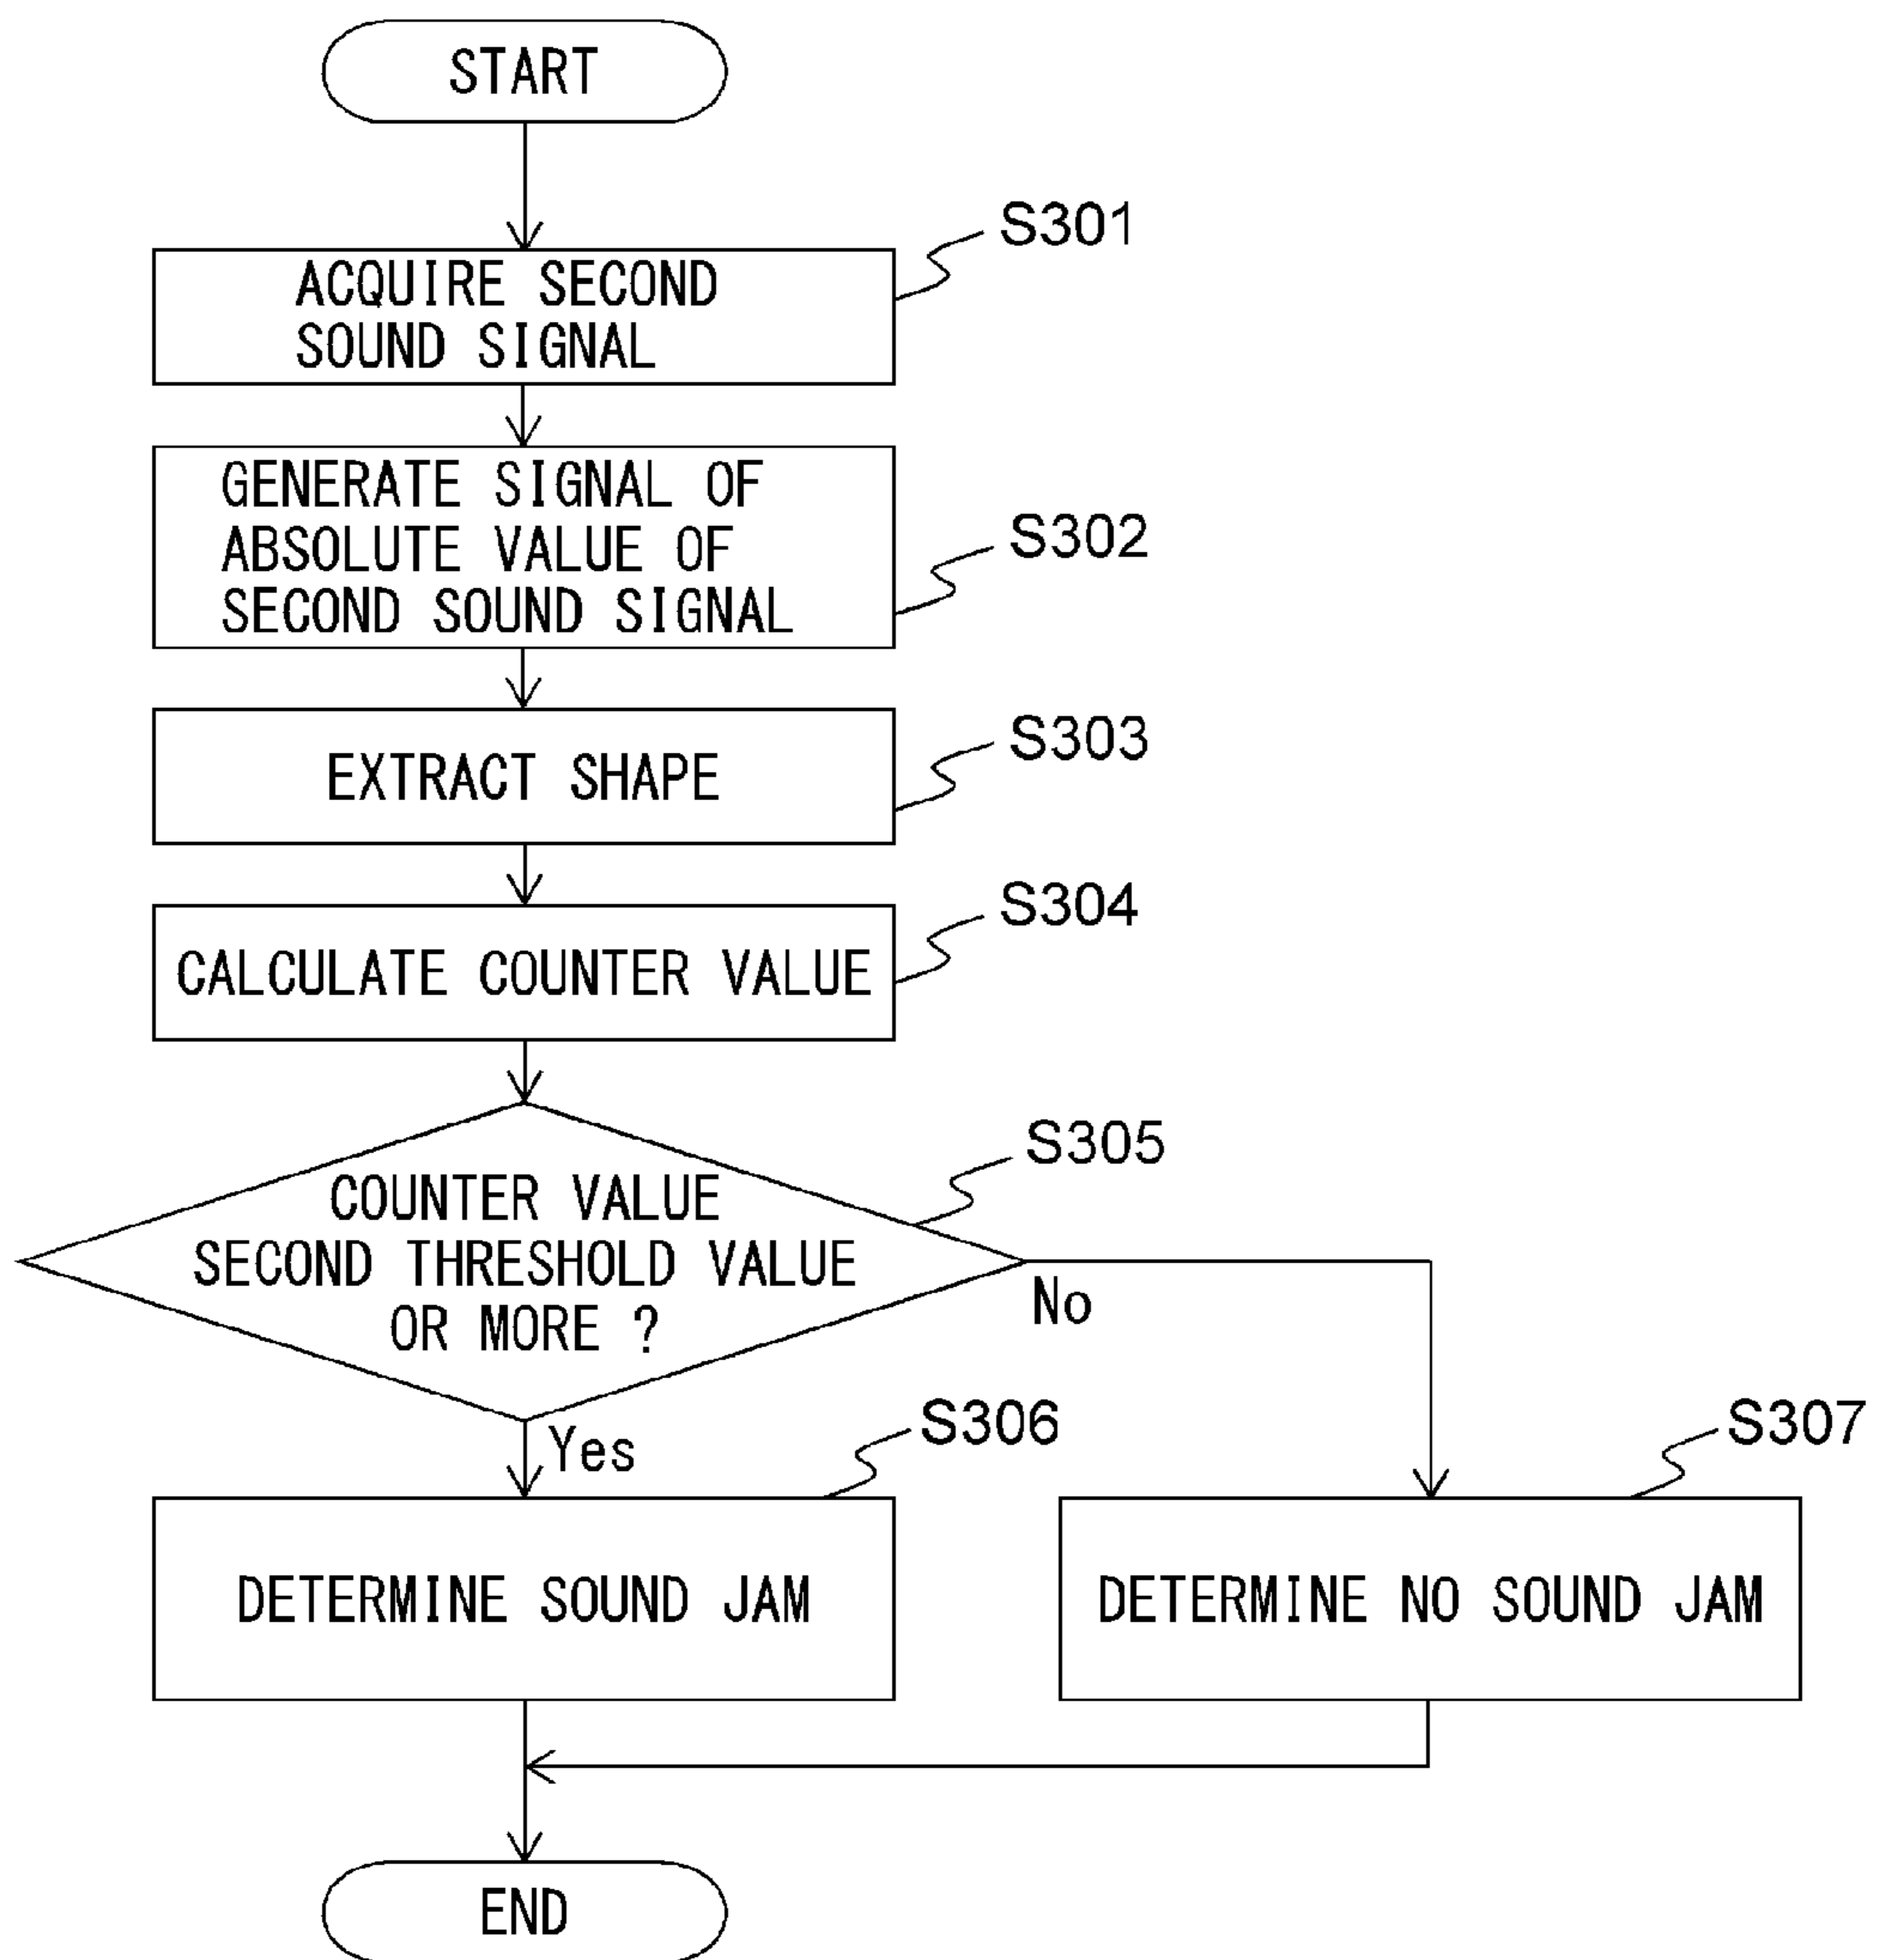 START
S301
ACQUIRE SECOND
SOUND SIGNAL
GENERATE SIGNAL OF
ABSOLUTE VALUE OF
SECOND SOUND SIGNAL
S302
EXTRACT SHAPE
S303
CALCULATE COUNTER VALUE
S304
COUNTER VALUE
SECOND THRESHOLD VALUE
OR MORE ?
S305
No
Yes
S306
DETERMINE SOUND JAM
S307
DETERMINE NO SOUND JAM
END